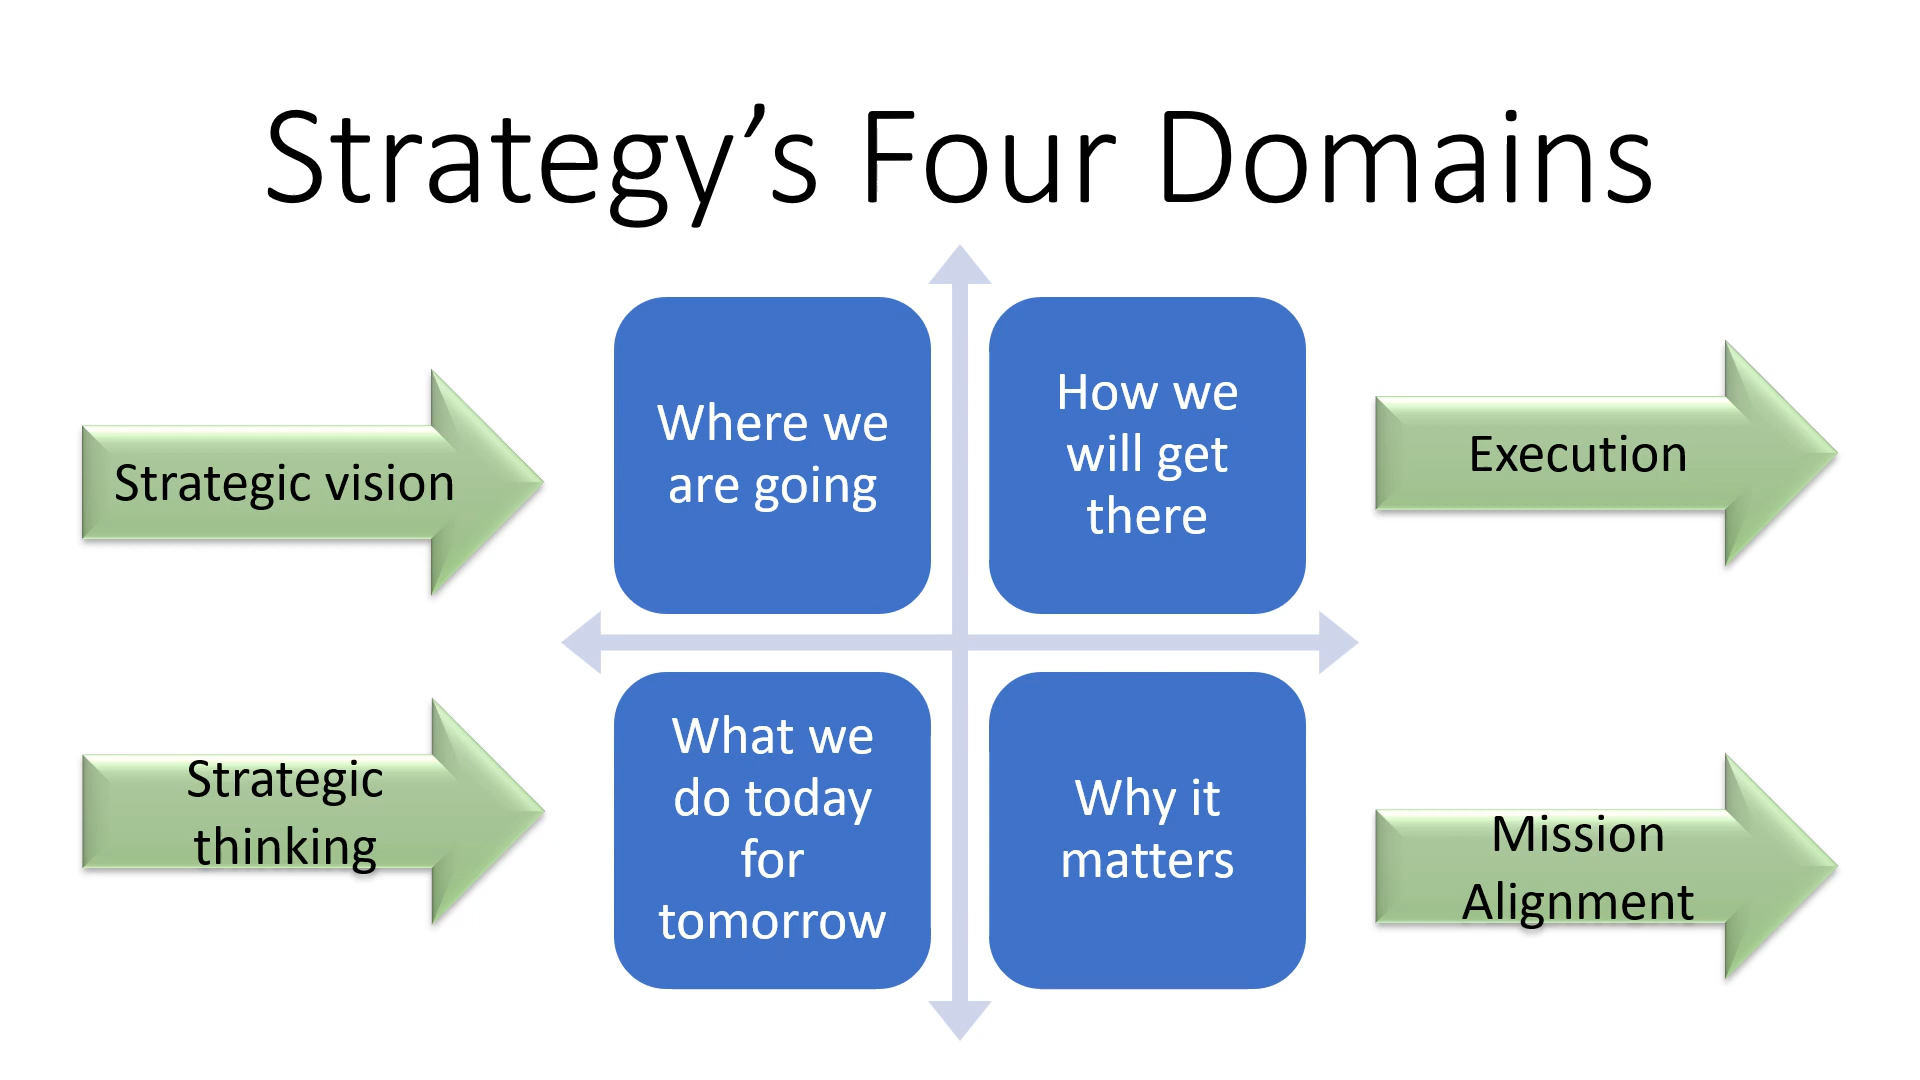 Strategy’s Four Domains
Strategic vision
Where we
are going
How we
will get
there
Execution
Strategic
thinking
What we
do today
for
tomorrow
Why it
matters
Mission
Alignment